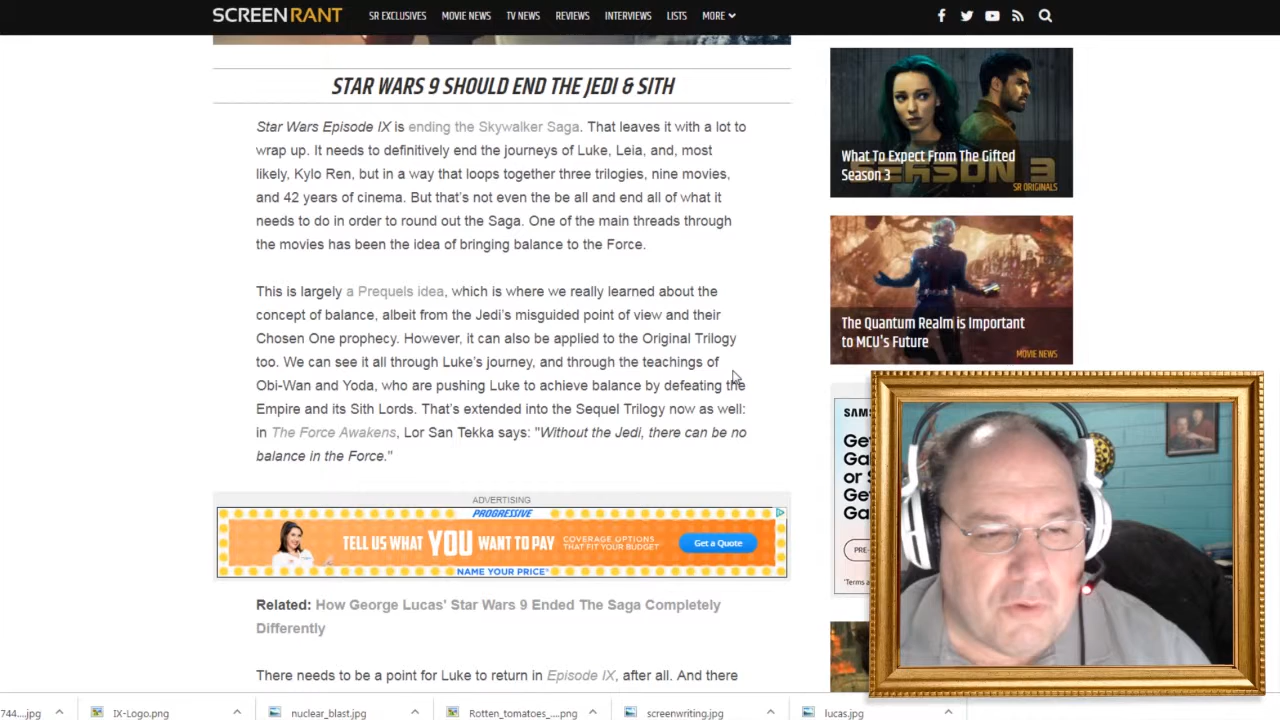 SCREENRANT
SR EXCLUSIVES
MOVIE NEWS
TV NEWS
REVIEWS
INTERVIEWS
LISTS
MORE
STAR WARS 9 SHOULD END THE JEDI & SITH
Star Wars Episode IX is ending the Skywalker Saga. That leaves it with a lot to
wrap up. It needs to definitively end the journeys of Luke, Leia, and, most
likely, Kylo Ren, but in a way that loops together three trilogies, nine movies,
and 42 years of cinema. But that's not even the be all and end all of what it
needs to do in order to round out the Saga. One of the main threads through
the movies has been the idea of bringing balance to the Force.
This is largely a Prequels idea, which is where we really learned about the
concept of balance, albeit from the Jedi's misguided point of view and their
Chosen One prophecy. However, it can also be applied to the Original Trilogy
too. We can see it all through Luke's journey, and through the teachings of
Obi-Wan and Yoda, who are pushing Luke to achieve balance by defeating the
Empire and its Sith Lords. That's extended into the Sequel Trilogy now as well:
in The Force Awakens, Lor San Tekka says: "Without the Jedi, there can be no
balance in the Force."
ADVERTISING
PROGRESSIVE
TELL US WHAT YOU WANT TO PAY
COVERAGE OPTIONS
THAT FIT YOUR BUDGET
Get a Quote
NAME YOUR PRICE®
Related: How George Lucas' Star Wars 9 Ended The Saga Completely
Differently
There needs to be a point for Luke to return in Episode IX, after all. And there
What To Expect From The Gifted
Season 3
SEASON 3
SR ORIGINALS
The Quantum Realm is Important
to MCU's Future
MOVIE NEWS
SAMS
Ge
Ga
or S
Ge
Ga
PRE-
*Terms a
744....jpg
IX-Logo.png
nuclear_blast.jpg
Rotten_tomatoes_....png
screenwriting.jpg
lucas.jpg